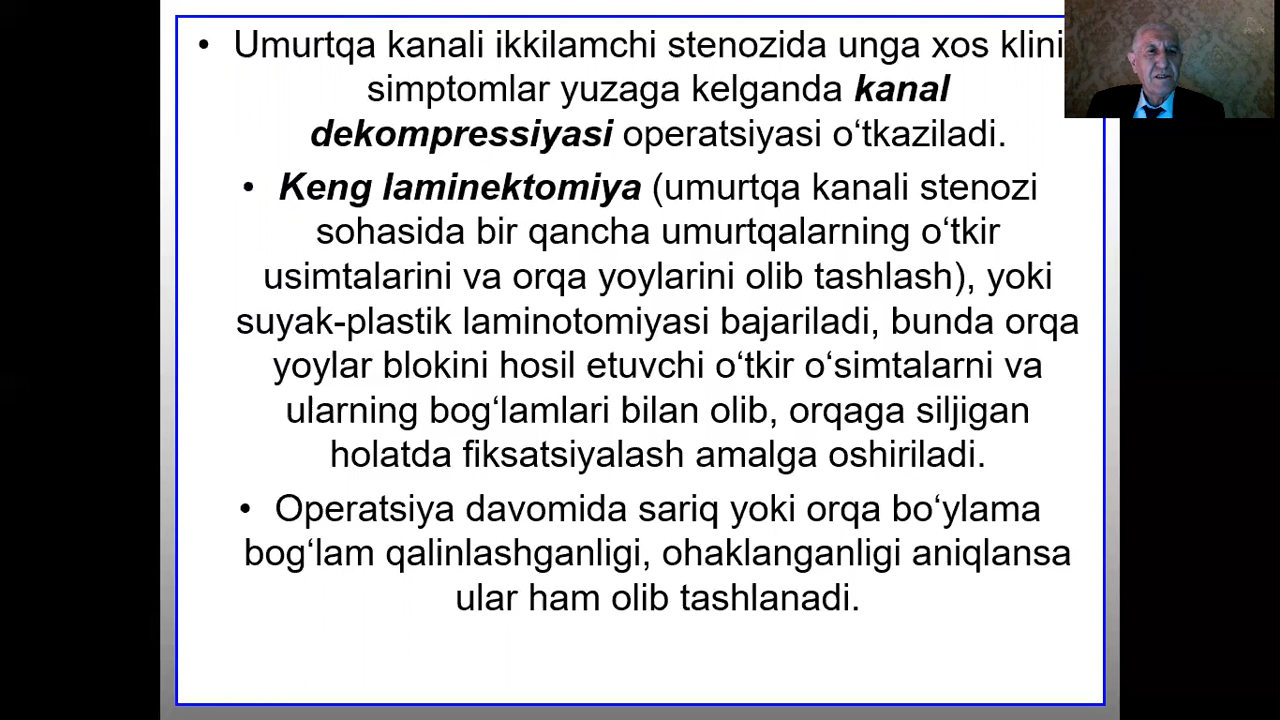 • Umurtqa kanali ikkilamchi stenozida unga xos klini
simptomlar yuzaga kelganda kanal
dekompressiyasi operatsiyasi o‘tkaziladi.
• Keng laminektomiya (umurtqa kanali stenozi
sohasida bir qancha umurtqalarning o‘tkir
usimtalarini va orqa yoylarini olib tashlash), yoki
suyak-plastik laminotomiyasi bajariladi, bunda orqa
yoylar blokini hosil etuvchi o‘tkir o‘simtalarni va
ularning bog‘lamlari bilan olib, orqaga siljigan
holatda fiksatsiyalash amalga oshiriladi.
• Operatsiya davomida sariq yoki orqa bo‘ylama
bog‘lam qalinlashganligi, ohaklanganligi aniqlansa
ular ham olib tashlanadi.